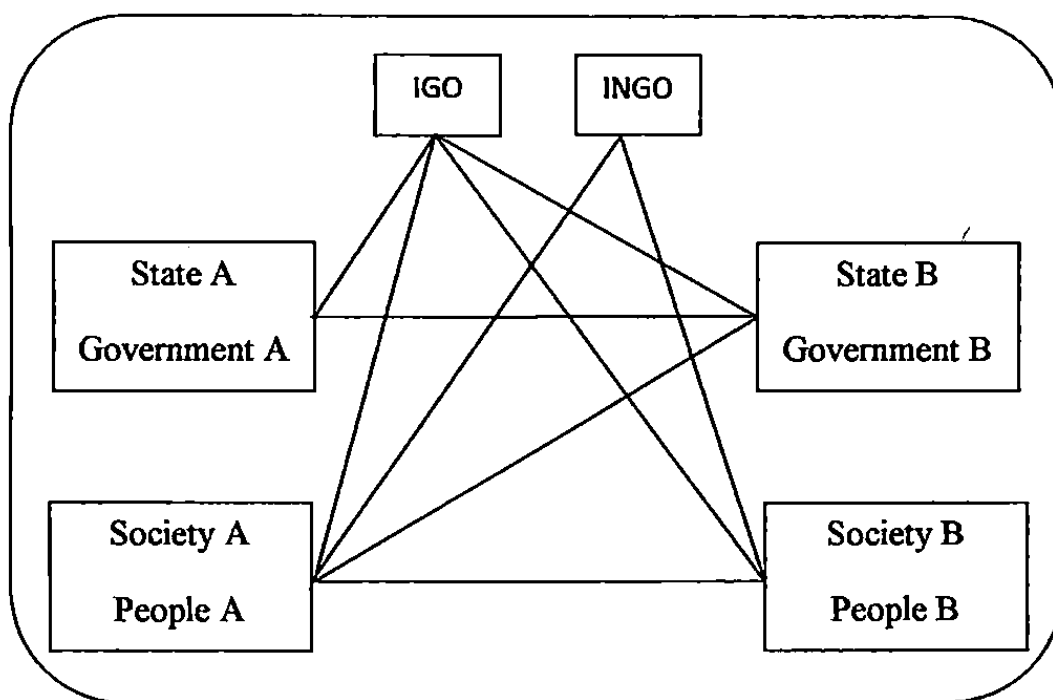 IGO
INGO
State A
Government A
State B
Government B
Society A
People A
Society B
People B